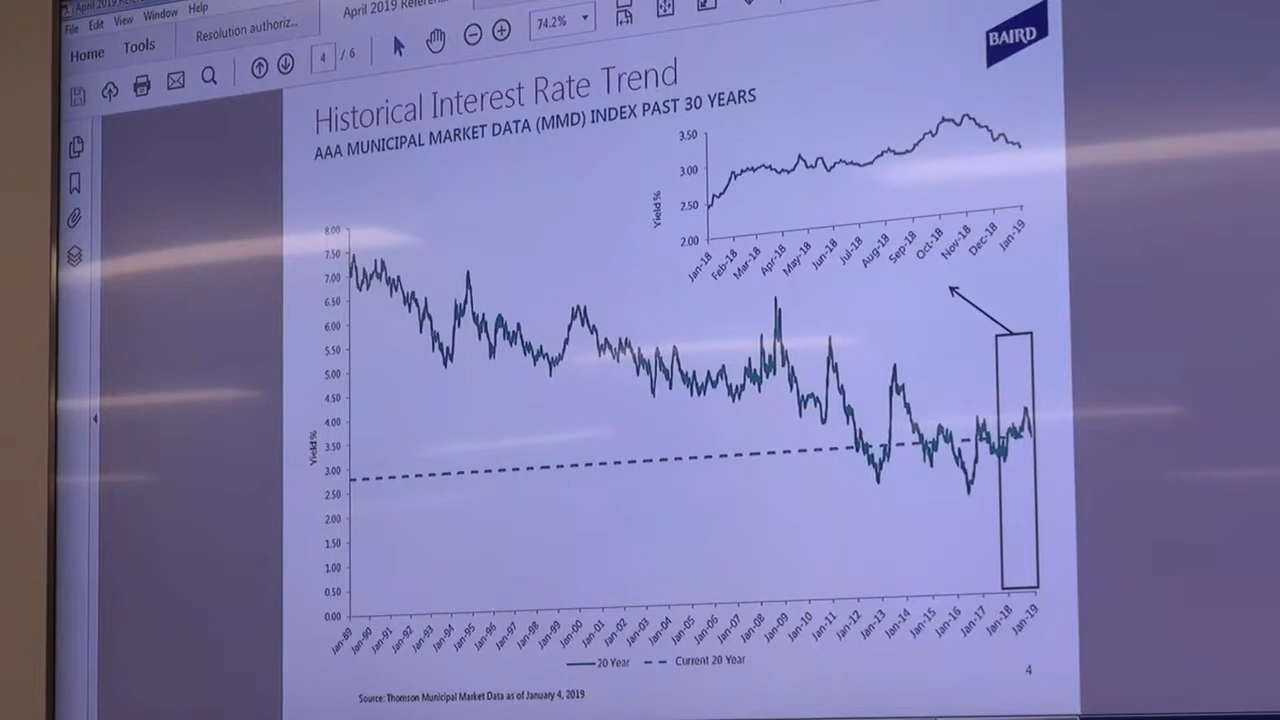 File Edit View Window Help
Home Tools Resolution authoriz... April 2019
4 / 6 74.2%
BAIRD
Historical Interest Rate Trend
AAA MUNICIPAL MARKET DATA (MMD) INDEX PAST 30 YEARS
3.50
3.00
2.50
2.00
Yield %
Jan-18 Feb-18 Mar-18 Apr-18 May-18 Jun-18 Jul-18 Aug-18 Sep-18 Oct-18 Nov-18 Dec-18 Jan-19
8.00
7.50
7.00
6.50
6.00
5.50
5.00
4.50
4.00
3.50
3.00
2.50
2.00
1.50
1.00
0.50
0.00
Yield %
Jan-89 Jan-90 Jan-91 Jan-92 Jan-93 Jan-94 Jan-95 Jan-96 Jan-97 Jan-98 Jan-99 Jan-00 Jan-01 Jan-02 Jan-03 Jan-04 Jan-05 Jan-06 Jan-07 Jan-08 Jan-09 Jan-10 Jan-11 Jan-12 Jan-13 Jan-14 Jan-15 Jan-16 Jan-17 Jan-18 Jan-19
20 Year Current 20 Year
4
Source: Thomson Municipal Market Data as of January 4, 2019